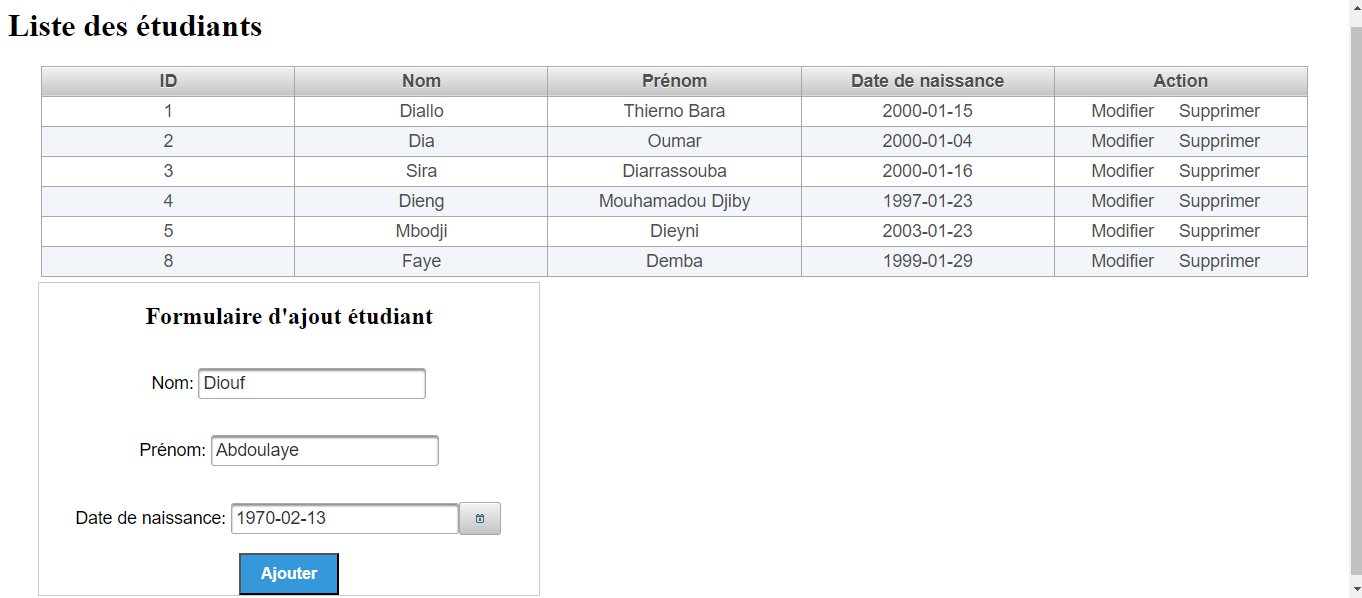 Liste des étudiants
ID Nom Prénom Date de naissance Action
1 Diallo Thierno Bara 2000-01-15 Modifier Supprimer
2 Dia Oumar 2000-01-04 Modifier Supprimer
3 Sira Diarrassouba 2000-01-16 Modifier Supprimer
4 Dieng Mouhamadou Djiby 1997-01-23 Modifier Supprimer
5 Mbodji Dieyni 2003-01-23 Modifier Supprimer
8 Faye Demba 1999-01-29 Modifier Supprimer
Formulaire d'ajout étudiant
Nom: Diouf
Prénom: Abdoulaye
Date de naissance: 1970-02-13
Ajouter